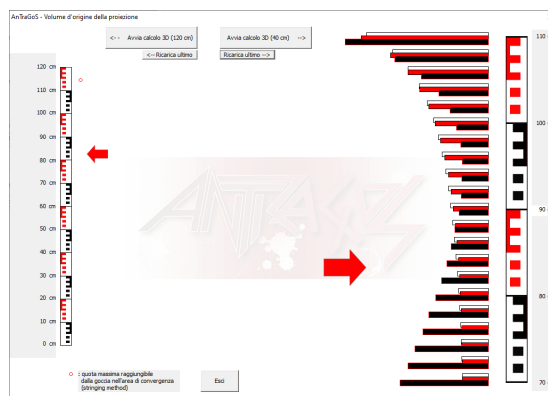 AnTraGoS - Volume d'origine della proiezione
<-- Avvia calcolo 3D (120 cm)
Avvia calcolo 3D (40 cm) -->
<-- Ricarica ultimo
Ricarica ultimo -->
120 cm
110 cm
100 cm
90 cm
80 cm
70 cm
60 cm
50 cm
40 cm
30 cm
20 cm
10 cm
0 cm
110
100
90
80
70
ANTRAGOS
: quota massima raggiungibile
dalla goccia nell'area di convergenza
(stringing method)
Esci